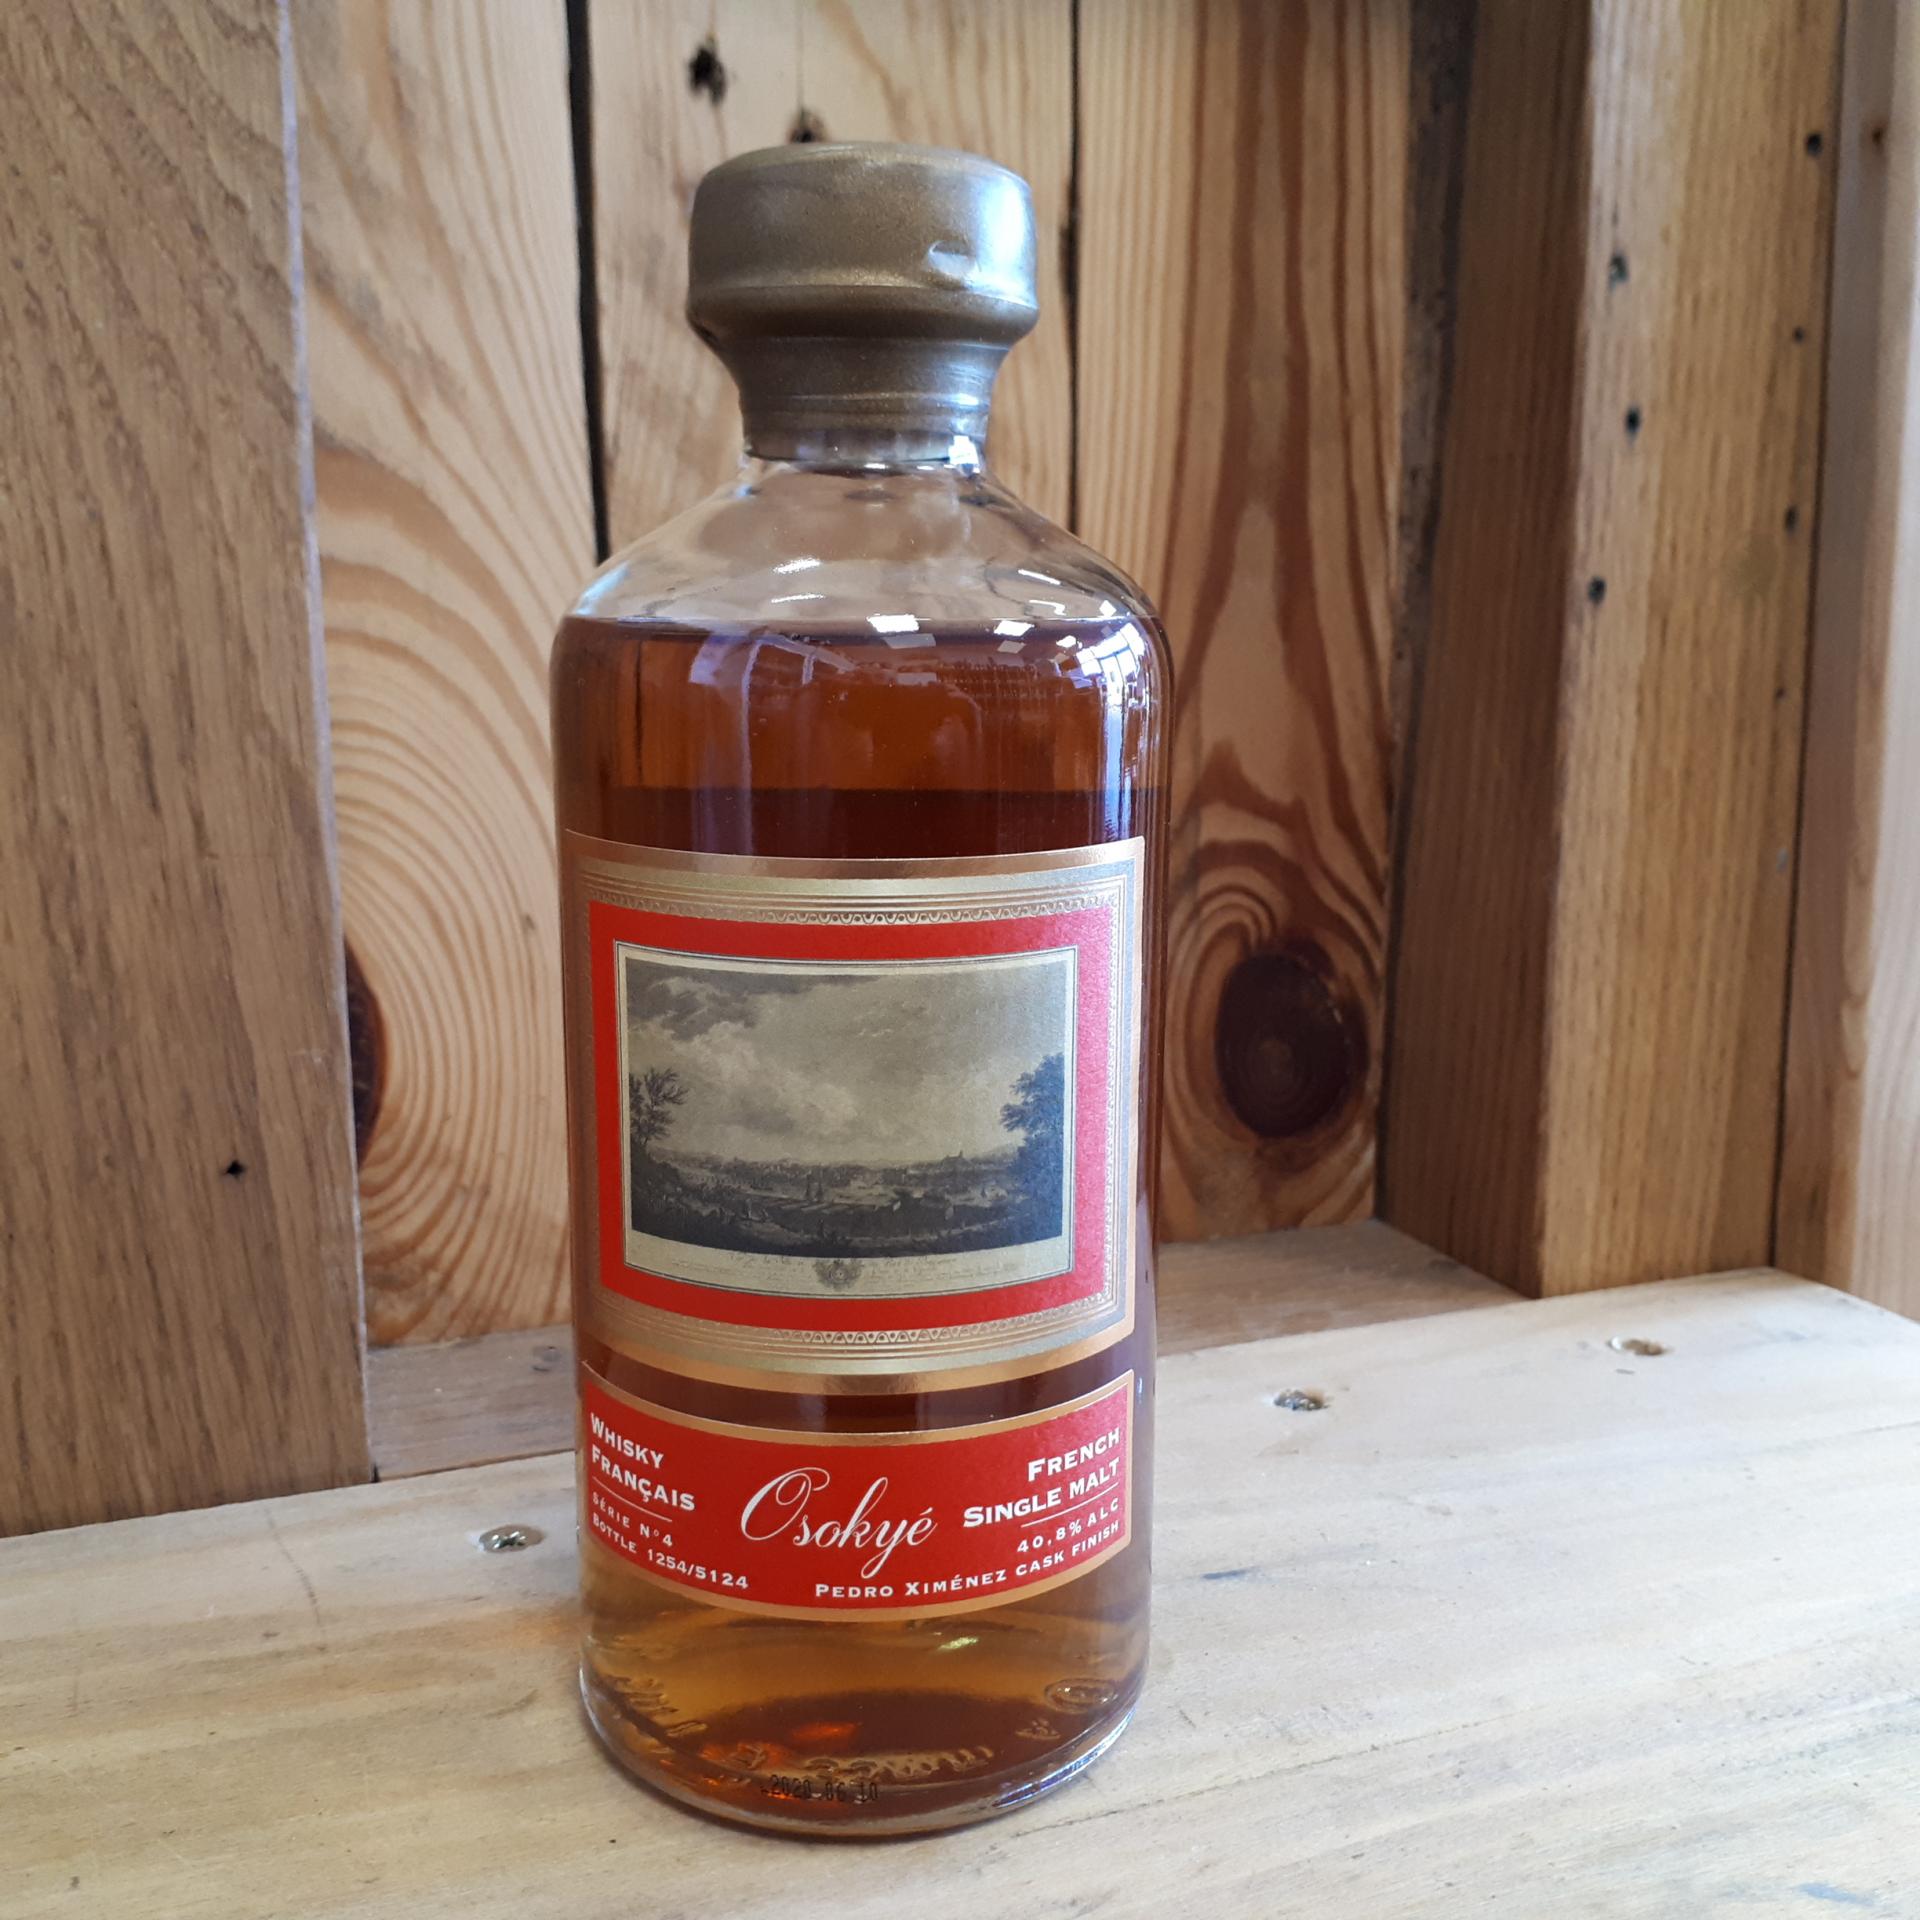 WHISKY
FRANÇAIS
SÉRIE N°4
BOTTLE 1254/5124
Osokyé
FRENCH
SINGLE MALT
40,8% ALC
PEDRO XIMÉNEZ CASK FINISH
2020.06 10